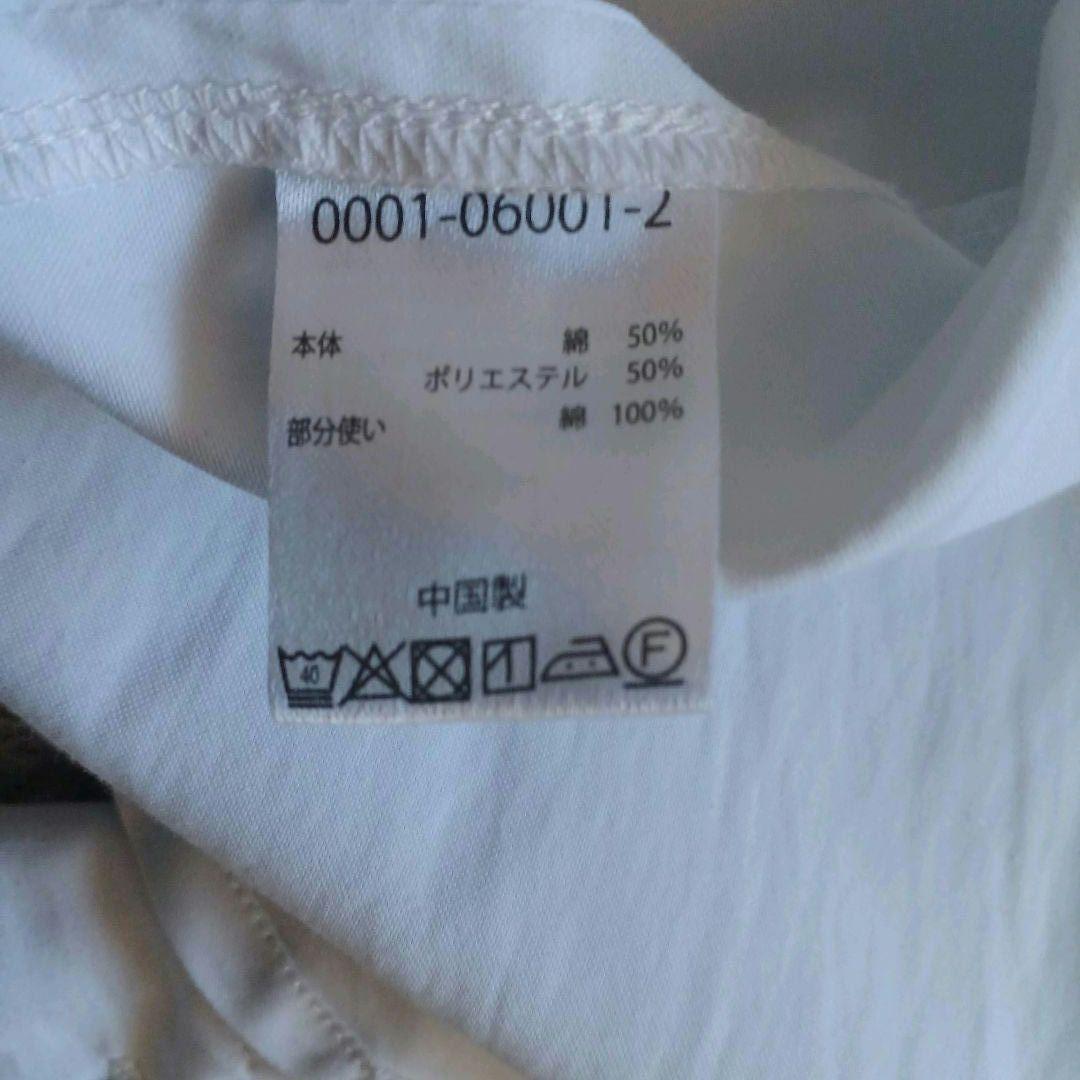 0001-06001-2
本体 綿 50%
ポリエステル 50%
部分使い 綿 100%
中国製
40 F